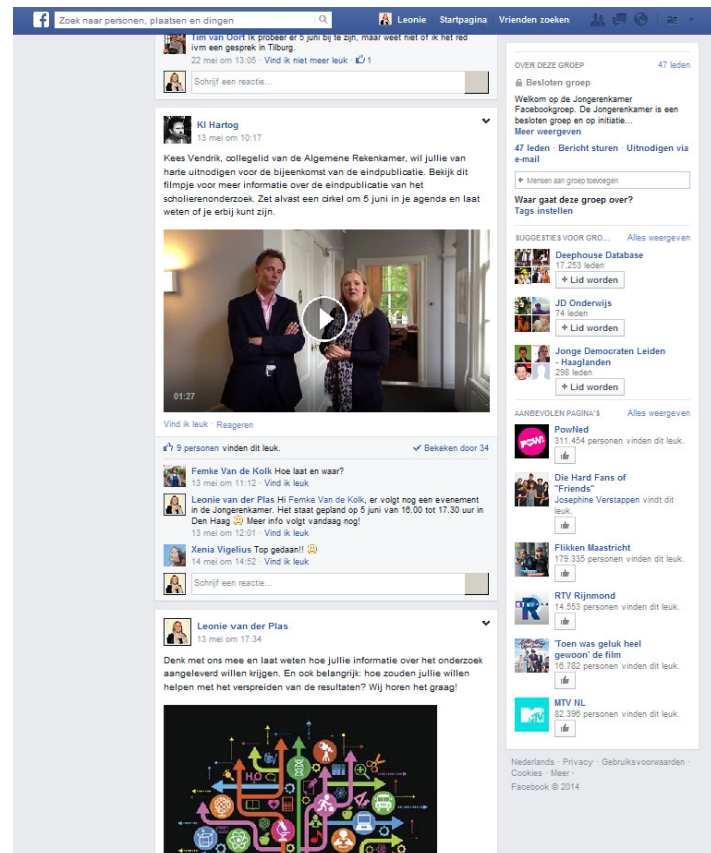 Zoek naar personen, plaatsen en dingen
Leonie Startpagina Vrienden zoeken
Tim van Oort Ik probeer er 5 juni bij te zijn, maar weet niet of ik het red
ivm een gesprek in Tilburg.
22 mei om 13:05 · Vind ik niet meer leuk · 1
Schrijf een reactie...
Kl Hartog
13 mei om 10:17
Kees Vendrik, collegelid van de Algemene Rekenkamer, wil jullie van
harte uitnodigen voor de bijeenkomst van de eindpublicatie. Bekijk dit
filmpje voor meer informatie over de eindpublicatie van het
scholierenonderzoek. Zet alvast een cirkel om 5 juni in je agenda en laat
weten of je erbij kunt zijn.
01:27
Vind ik leuk · Reageren
9 personen vinden dit leuk.
Bekeken door 34
Femke Van de Kolk Hoe laat en waar?
13 mei om 11:12 · Vind ik leuk
Leonie van der Plas Hi Femke Van de Kolk, er volgt nog een evenement
in de Jongerenkamer. Het staat gepland op 5 juni van 16.00 tot 17.30 uur in
Den Haag Meer info volgt vandaag nog!
13 mei om 12:01 · Vind ik leuk
Xenia Vigelius Top gedaan!!
14 mei om 14:52 · Vind ik leuk
Schrijf een reactie...
Leonie van der Plas
13 mei om 17:34
Denk met ons mee en laat weten hoe jullie informatie over het onderzoek
aangeleverd willen krijgen. En ook belangrijk: hoe zouden jullie willen
helpen met het verspreiden van de resultaten? Wij horen het graag!
H2O
OVER DEZE GROEP 47 leden
Besloten groep
Welkom op de Jongerenkamer
Facebookgroep. De Jongerenkamer is een
besloten groep en op initiatie...
Meer weergeven
47 leden · Bericht sturen · Uitnodigen via
e-mail
+ Mensen aan groep toevoegen
Waar gaat deze groep over?
Tags instellen
SUGGESTIES VOOR GRO... Alles weergeven
Deephouse Database
17.253 leden
+ Lid worden
JD Onderwijs
74 leden
+ Lid worden
Jonge Democraten Leiden
- Haaglanden
298 leden
+ Lid worden
AANBEVOLEN PAGINA'S Alles weergeven
POW!
PowNed
311.454 personen vinden dit leuk.
Die Hard Fans of
"Friends"
Josephine Verstappen vindt dit
leuk.
Flikken Maastricht
179.335 personen vinden dit leuk.
RTV Rijnmond
14.553 personen vinden dit leuk.
'Toen was geluk heel
gewoon' de film
16.782 personen vinden dit leuk.
MTV NL
82.396 personen vinden dit leuk.
Nederlands · Privacy · Gebruiksvoorwaarden ·
Cookies · Meer ·
Facebook © 2014